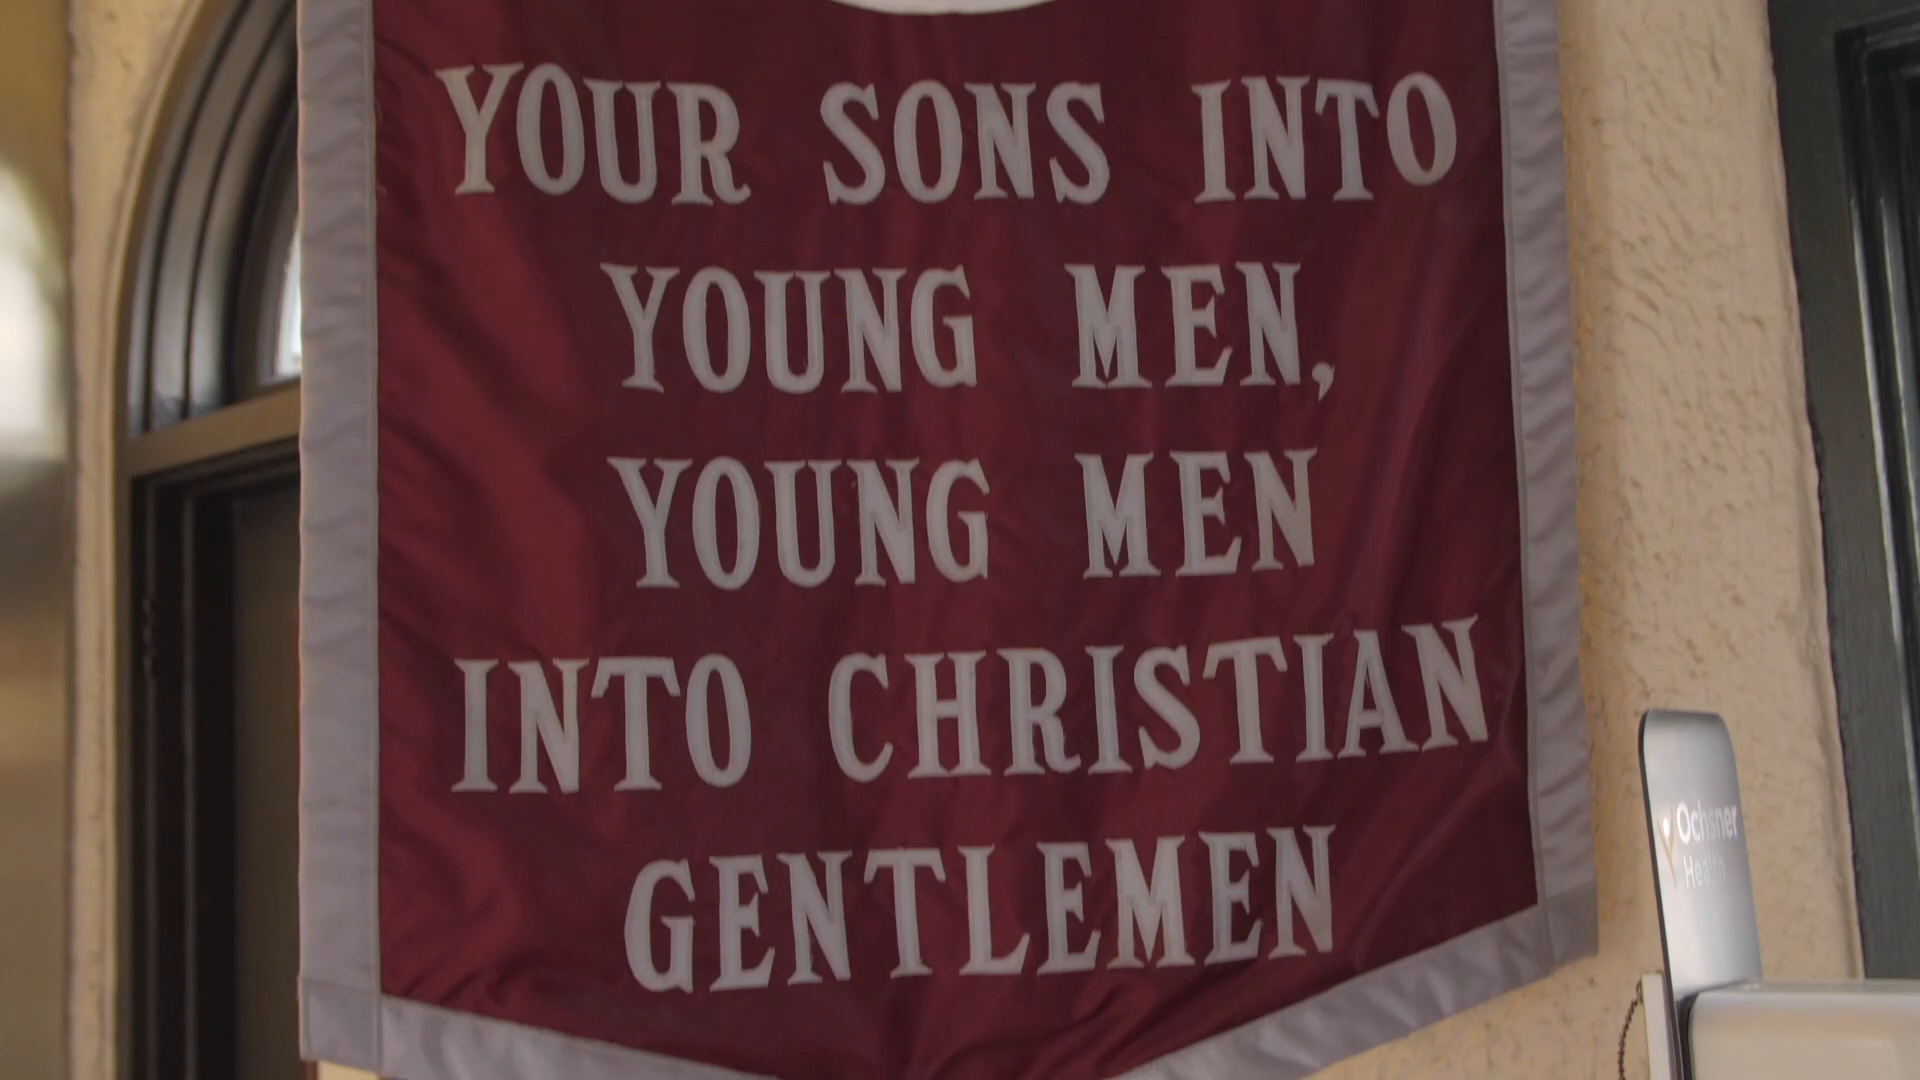 YOUR SONS INTO
YOUNG MEN,
YOUNG MEN
INTO CHRISTIAN
GENTLEMEN
Ochsner
Health